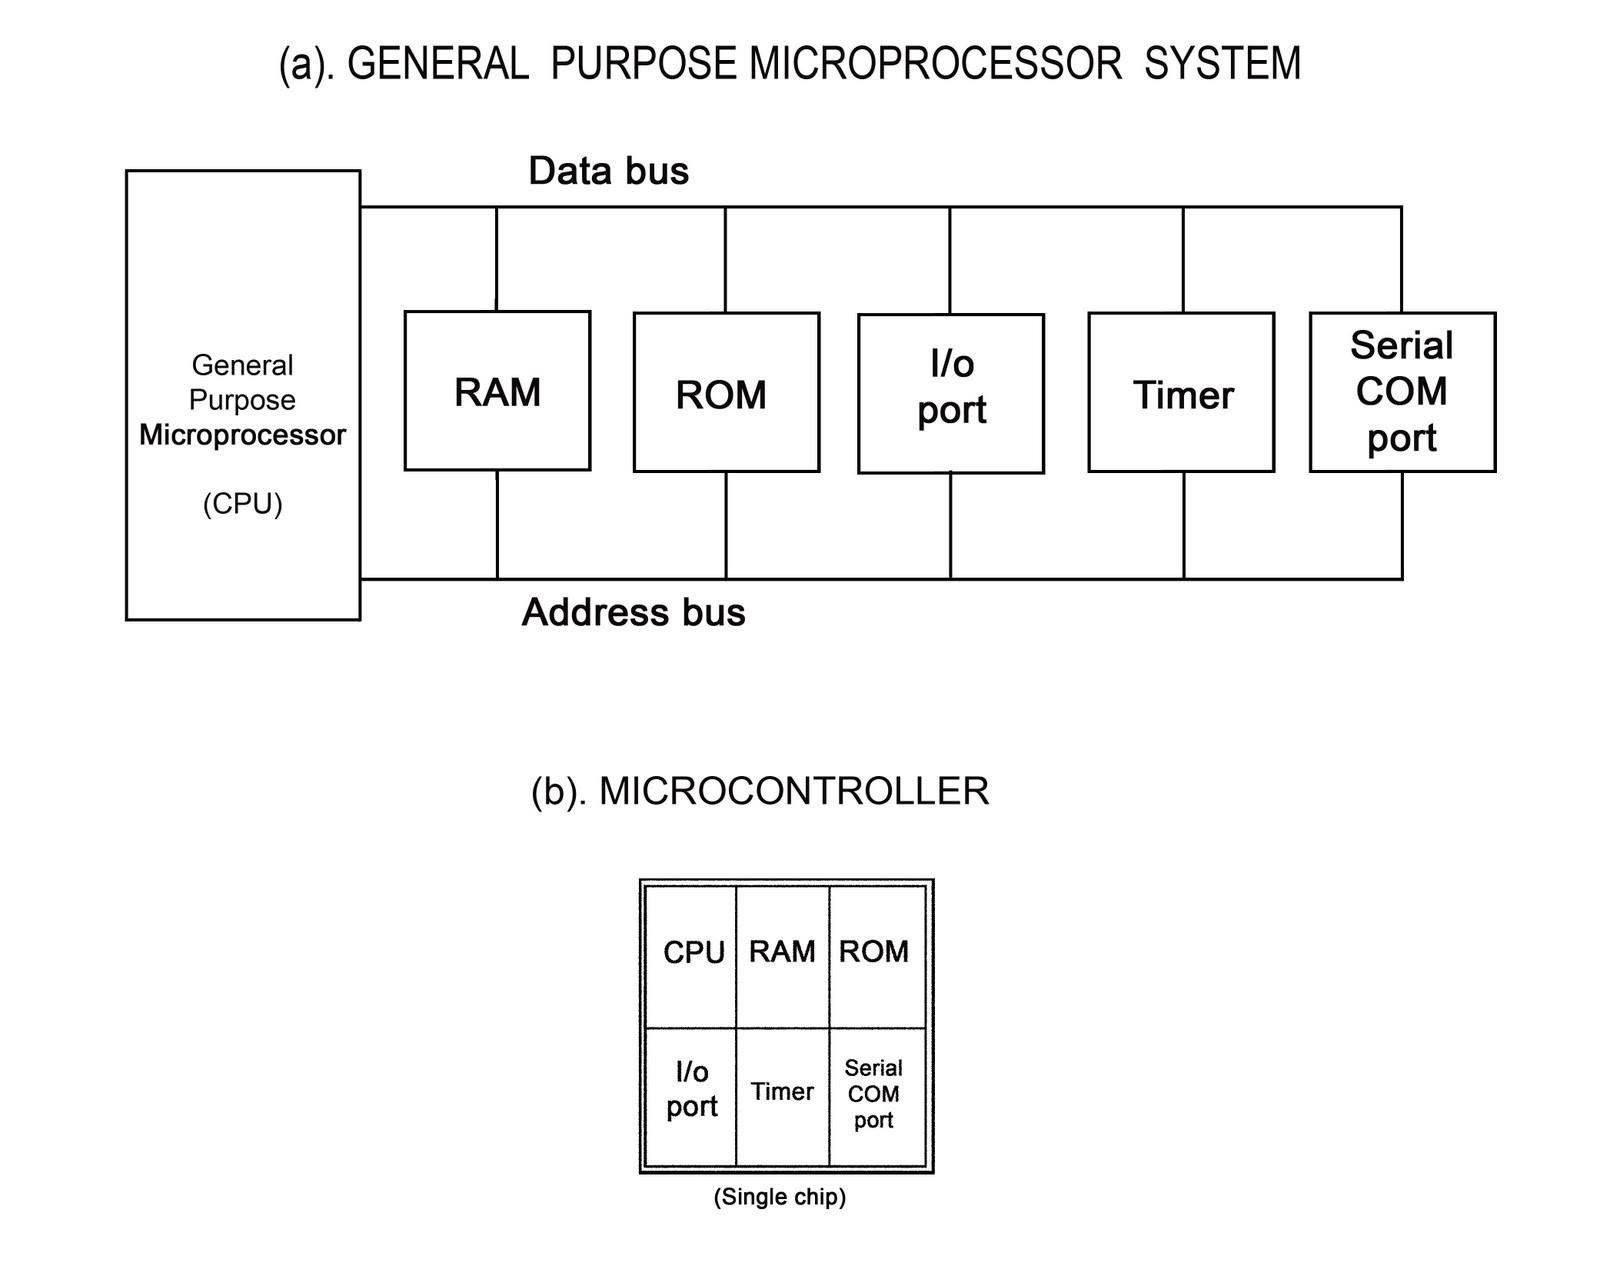 (a). GENERAL PURPOSE MICROPROCESSOR SYSTEM
Data bus
General
Purpose
Microprocessor
(CPU)
RAM
ROM
I/o
port
Timer
Serial
COM
port
Address bus
(b). MICROCONTROLLER
CPU
RAM
ROM
I/o
port
Timer
Serial
COM
port
(Single chip)